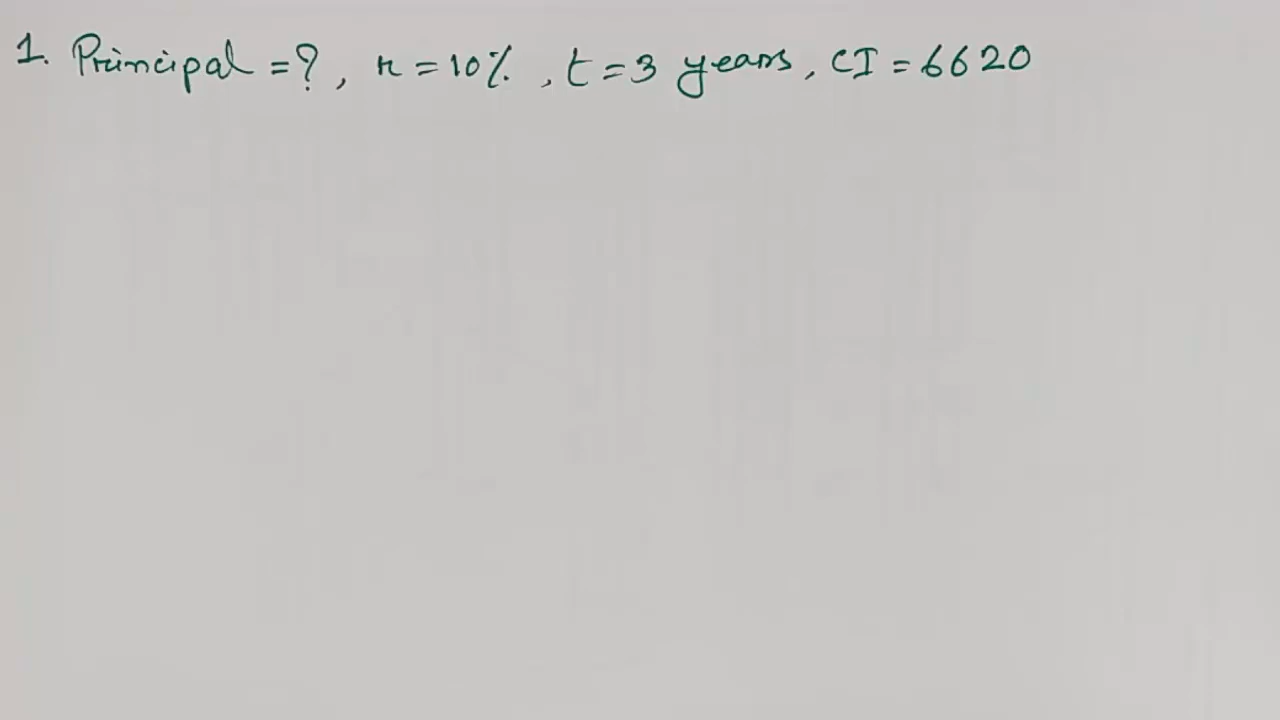 1. Principal = ?, r = 10%, t = 3 years, CI = 6620